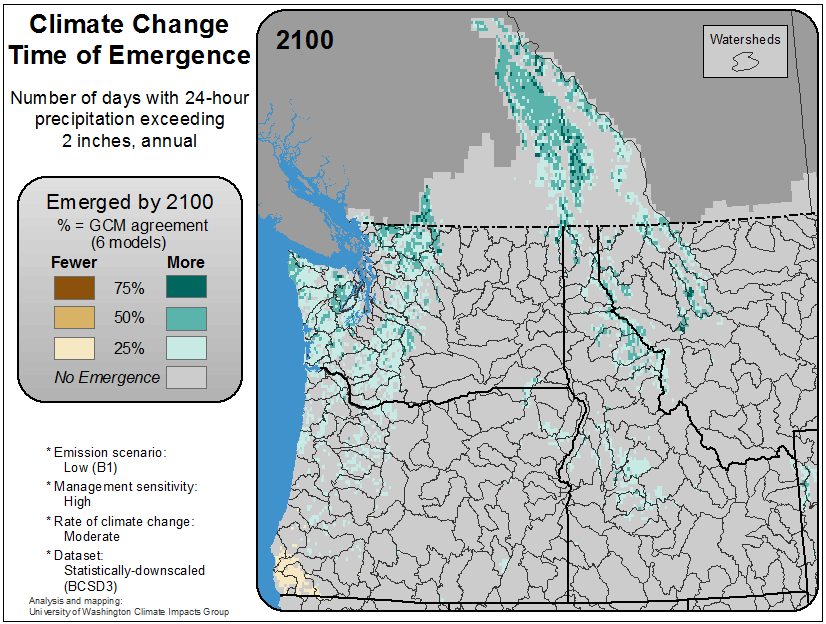 Climate Change
Time of Emergence
Number of days with 24-hour
precipitation exceeding
2 inches, annual
Emerged by 2100
% = GCM agreement
(6 models)
Fewer More
75%
50%
25%
No Emergence
* Emission scenario:
Low (B1)
* Management sensitivity:
High
* Rate of climate change:
Moderate
* Dataset:
Statistically-downscaled
(BCSD3)
Analysis and mapping:
University of Washington Climate Impacts Group
2100
Watersheds